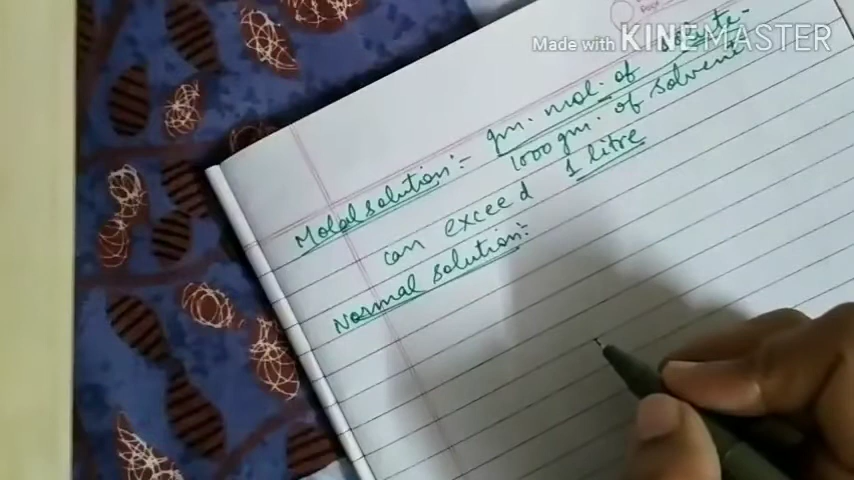 Made with KINEMASTER
Molal solution:- gm. mol. of solute
1000 gm. of solvent
can exceed 1 litre
Normal solution:-